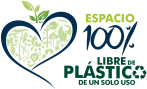 ESPACIO
100%
LIBRE DE
PLÁSTICO
DE UN SOLO USO